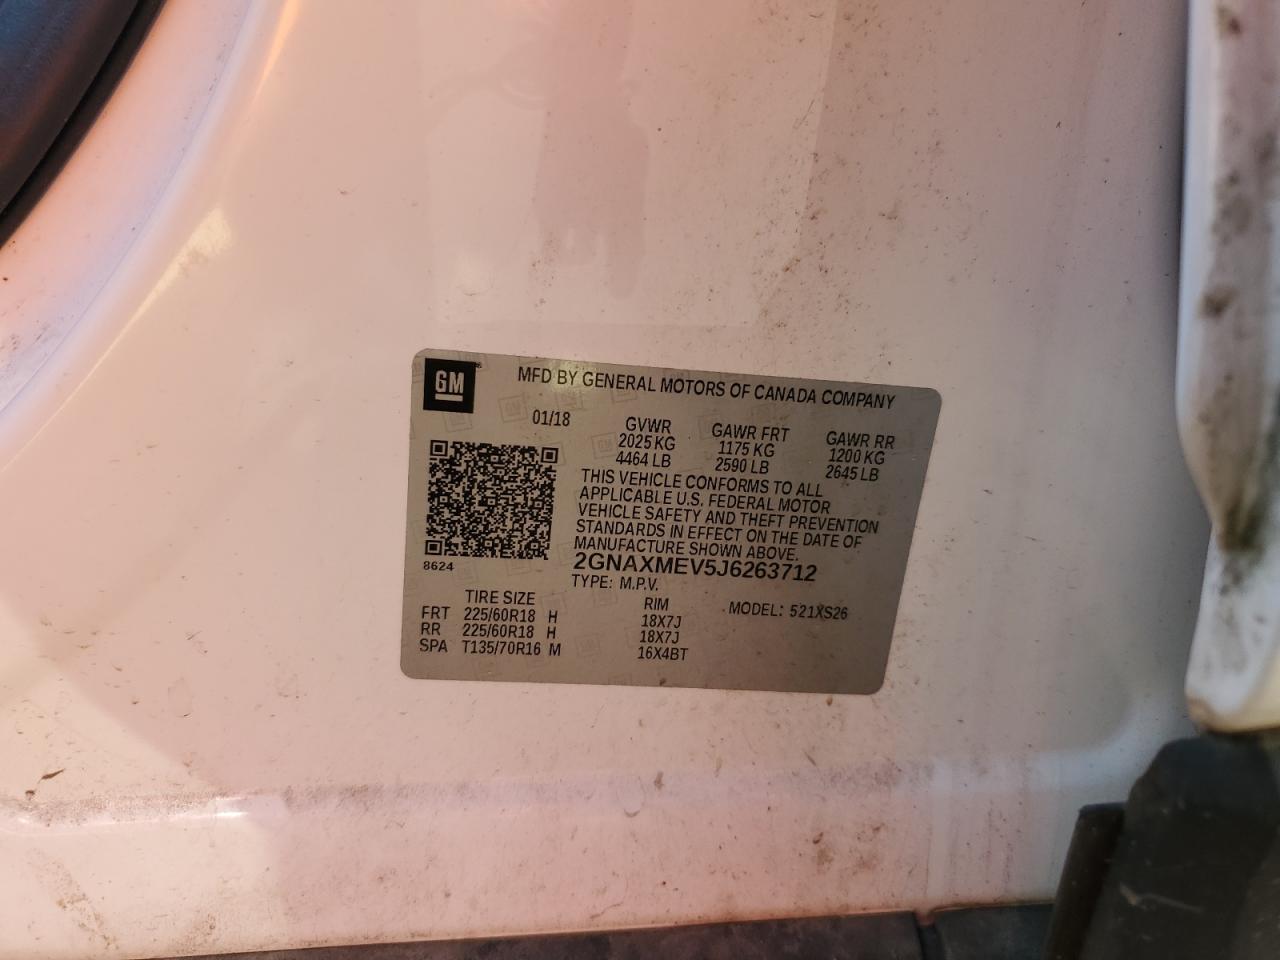 GM
MFD BY GENERAL MOTORS OF CANADA COMPANY
01/18 GVWR GAWR FRT GAWR RR
2025 KG 1175 KG 1200 KG
4464 LB 2590 LB 2645 LB
THIS VEHICLE CONFORMS TO ALL
APPLICABLE U.S. FEDERAL MOTOR
VEHICLE SAFETY AND THEFT PREVENTION
STANDARDS IN EFFECT ON THE DATE OF
MANUFACTURE SHOWN ABOVE.
8624
2GNAXMEV5J6263712
TYPE: M.P.V.
TIRE SIZE RIM MODEL: 521XS26
FRT 225/60R18 H 18X7J
RR 225/60R18 H 18X7J
SPA T135/70R16 M 16X4BT